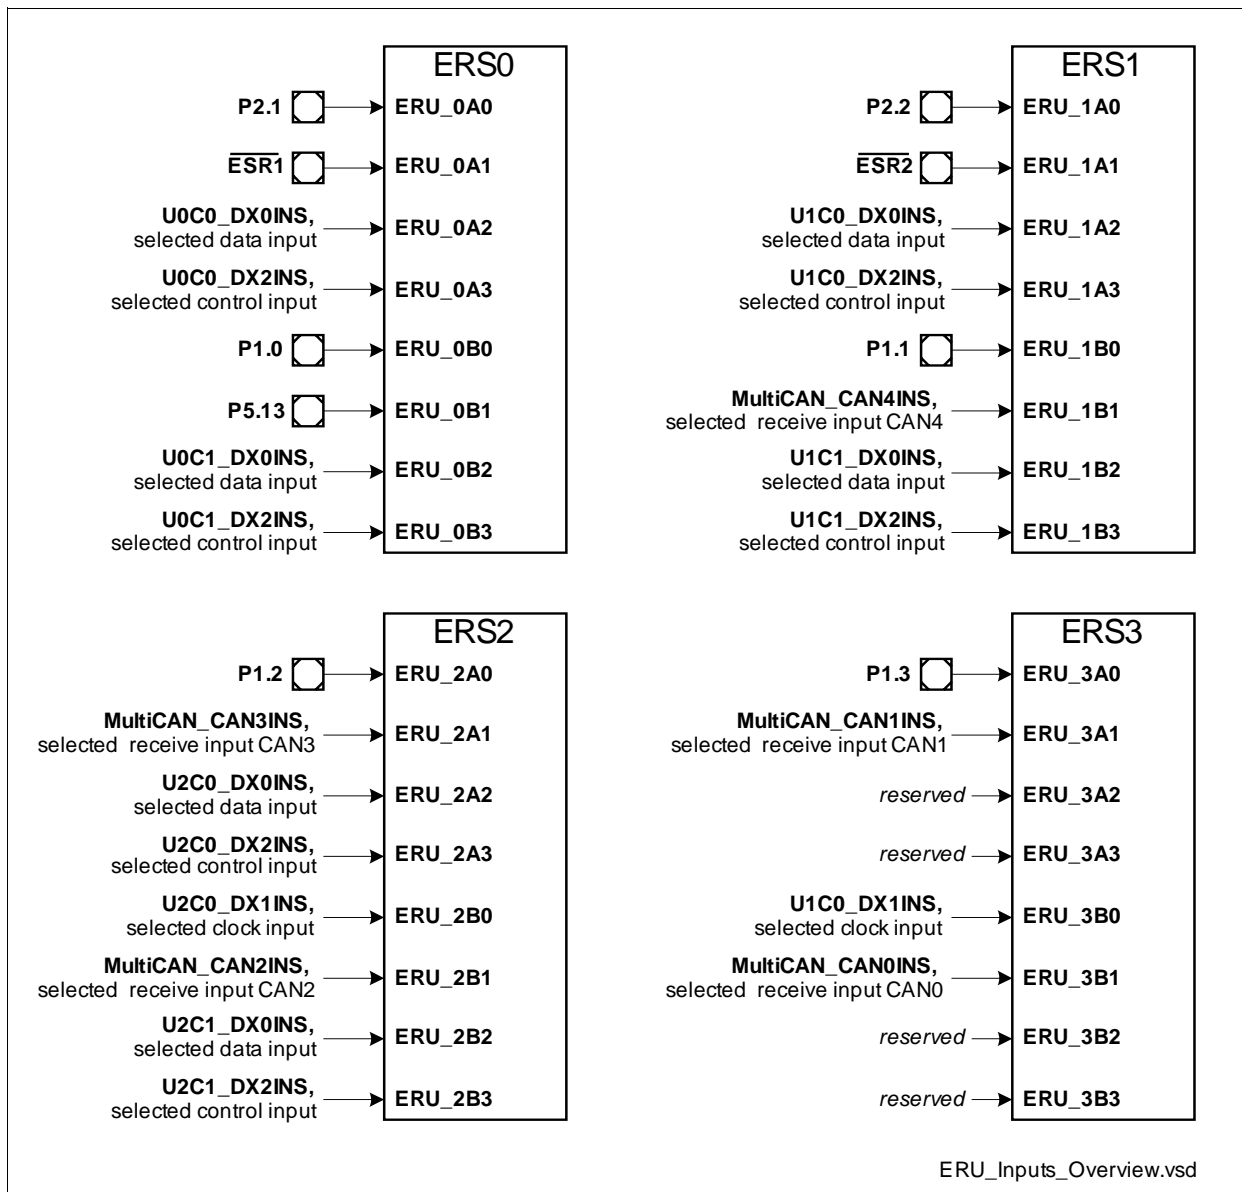 ERS0
P2.1 ERU_0A0
ESR1 ERU_0A1
U0C0_DX0INS,
selected data input
ERU_0A2
U0C0_DX2INS,
selected control input
ERU_0A3
P1.0 ERU_0B0
P5.13 ERU_0B1
U0C1_DX0INS,
selected data input
ERU_0B2
U0C1_DX2INS,
selected control input
ERU_0B3
ERS1
P2.2 ERU_1A0
ESR2 ERU_1A1
U1C0_DX0INS,
selected data input
ERU_1A2
U1C0_DX2INS,
selected control input
ERU_1A3
P1.1 ERU_1B0
MultiCAN_CAN4INS,
selected receive input CAN4
ERU_1B1
U1C1_DX0INS,
selected data input
ERU_1B2
U1C1_DX2INS,
selected control input
ERU_1B3
ERS2
P1.2 ERU_2A0
MultiCAN_CAN3INS,
selected receive input CAN3
ERU_2A1
U2C0_DX0INS,
selected data input
ERU_2A2
U2C0_DX2INS,
selected control input
ERU_2A3
U2C0_DX1INS,
selected clock input
ERU_2B0
MultiCAN_CAN2INS,
selected receive input CAN2
ERU_2B1
U2C1_DX0INS,
selected data input
ERU_2B2
U2C1_DX2INS,
selected control input
ERU_2B3
ERS3
P1.3 ERU_3A0
MultiCAN_CAN1INS,
selected receive input CAN1
ERU_3A1
reserved ERU_3A2
reserved ERU_3A3
U1C0_DX1INS,
selected clock input
ERU_3B0
MultiCAN_CAN0INS,
selected receive input CAN0
ERU_3B1
reserved ERU_3B2
reserved ERU_3B3
ERU_Inputs_Overview.vsd